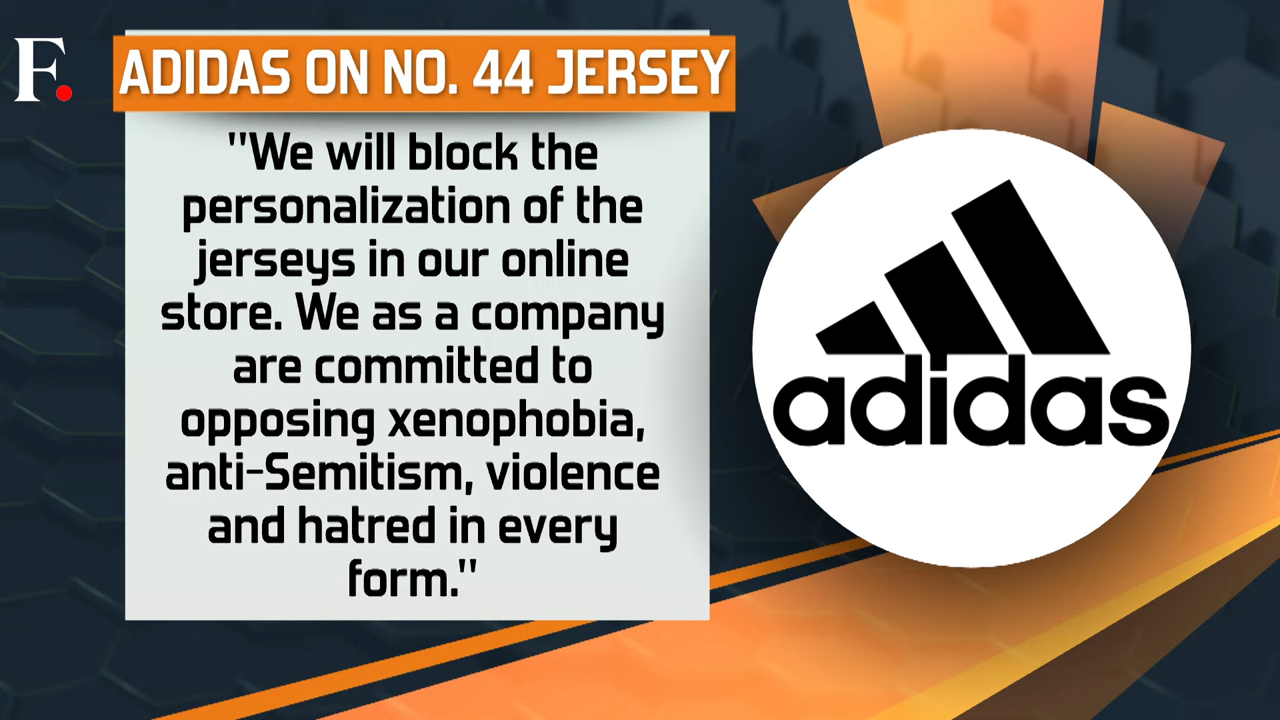 F.
ADIDAS ON NO. 44 JERSEY
"We will block the
personalization of the
jerseys in our online
store. We as a company
are committed to
opposing xenophobia,
anti-Semitism, violence
and hatred in every
form."
adidas